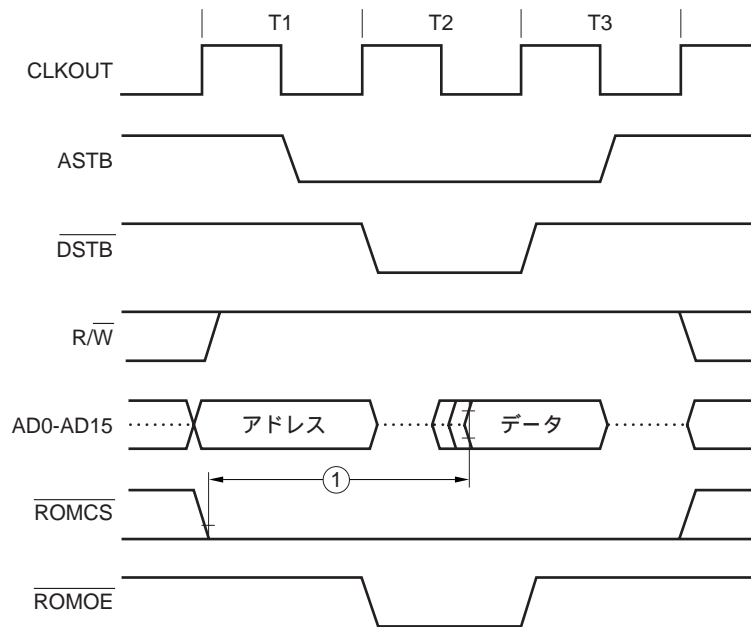 T1 T2 T3
CLKOUT
ASTB
DSTB
R/W
AD0-AD15 アドレス データ
①
ROMCS
ROMOE